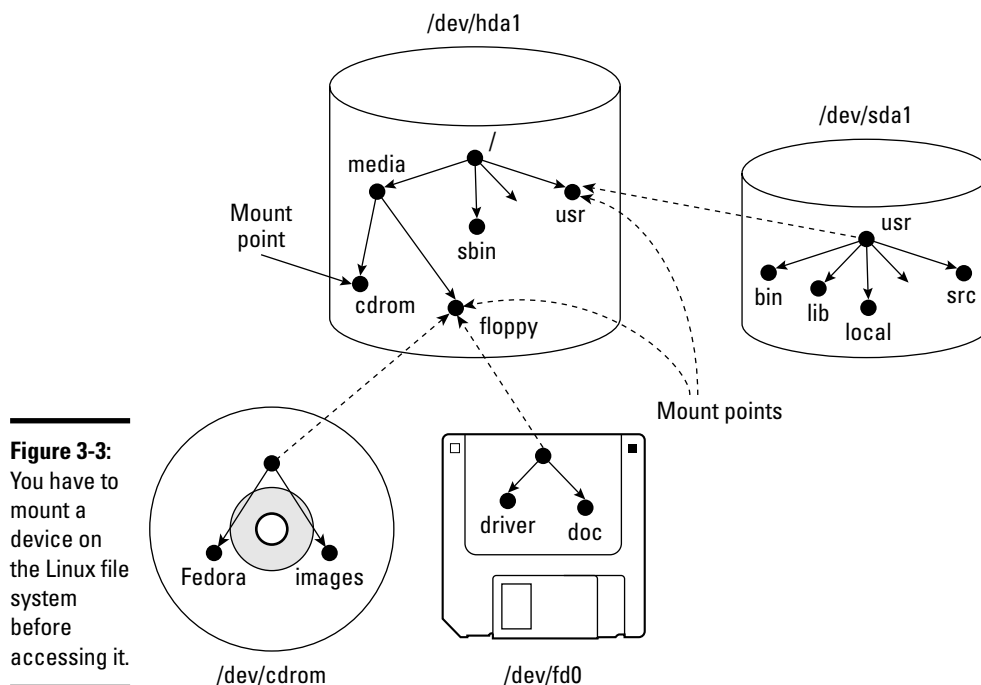 /dev/hda1
/dev/sda1
/
media
usr
usr
Mount
point
sbin
bin
lib
src
cdrom
local
floppy
Mount points
Figure 3-3:
You have to
mount a
device on
the Linux file
system
before
accessing it.
driver
doc
Fedora
images
/dev/cdrom
/dev/fd0